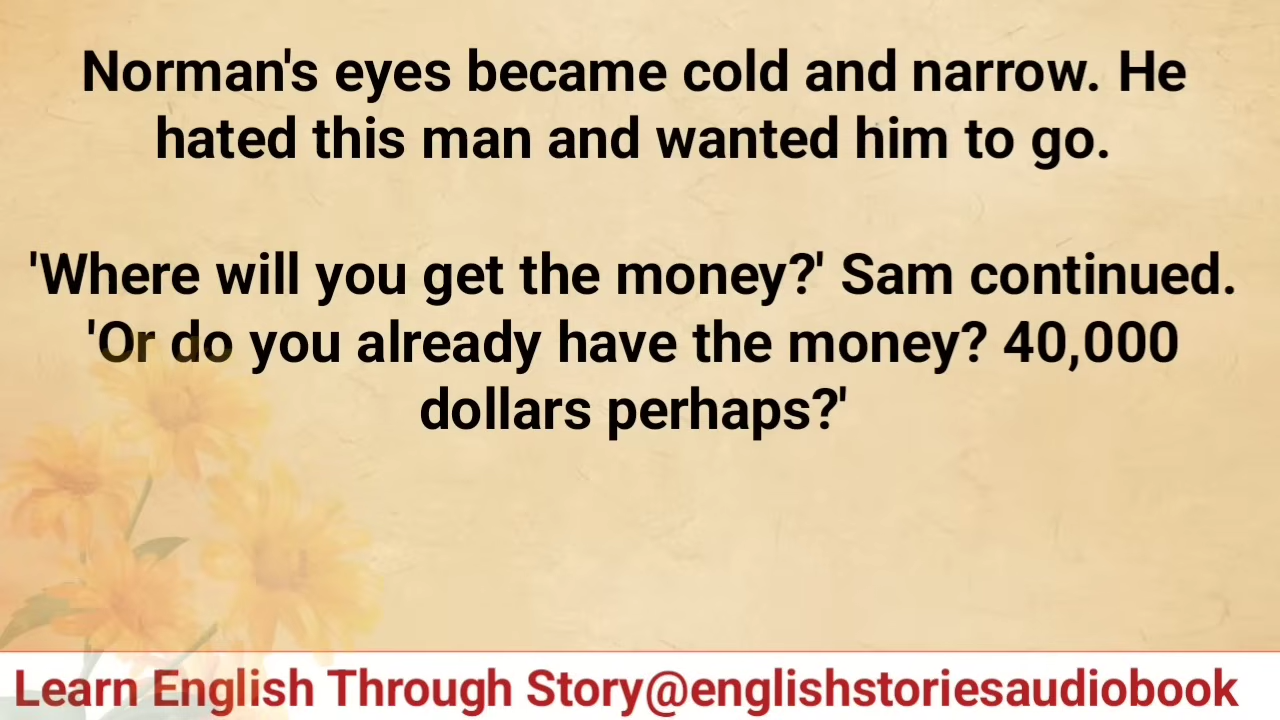 Norman's eyes became cold and narrow. He
hated this man and wanted him to go.
'Where will you get the money?' Sam continued.
'Or do you already have the money? 40,000
dollars perhaps?'
Learn English Through Story@englishstoriesaudiobook